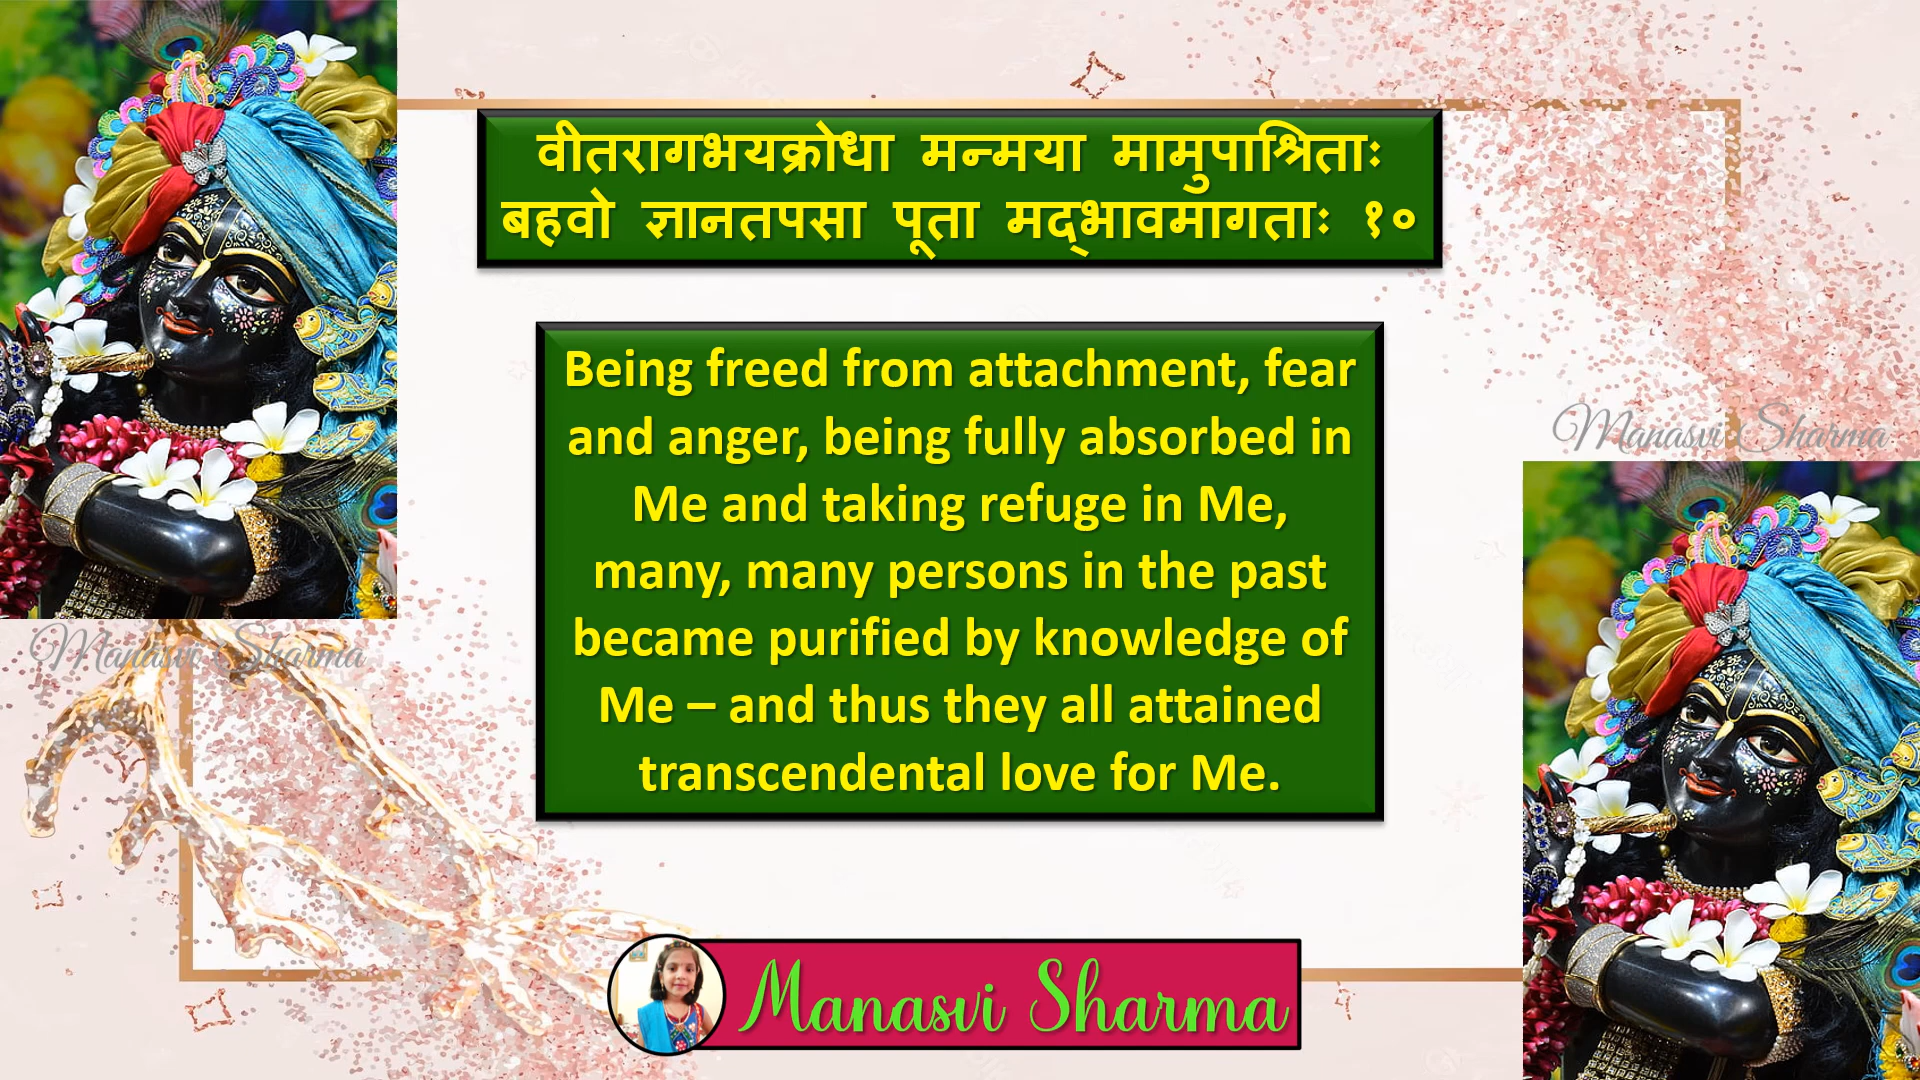 वीतरागभयक्रोधा मन्मया मामुपाश्रिताः
बहवो ज्ञानतपसा पूता मद्भावमागताः १०
Being freed from attachment, fear
and anger, being fully absorbed in
Me and taking refuge in Me,
many, many persons in the past
became purified by knowledge of
Me – and thus they all attained
transcendental love for Me.
Manasvi Sharma
Manasvi Sharma
Manasvi Sharma